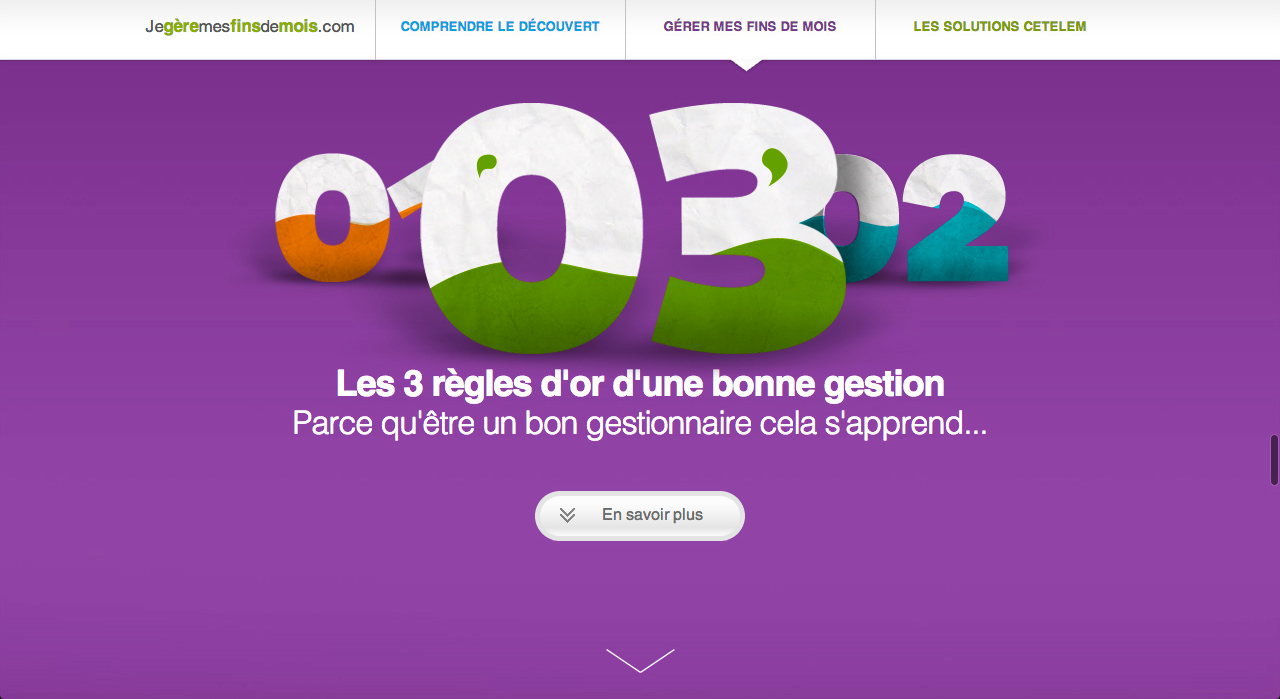 Jegèremesfinsdemois.com
COMPRENDRE LE DÉCOUVERT
GÉRER MES FINS DE MOIS
LES SOLUTIONS CETELEM
01
03
02
Les 3 règles d'or d'une bonne gestion
Parce qu'être un bon gestionnaire cela s'apprend...
En savoir plus